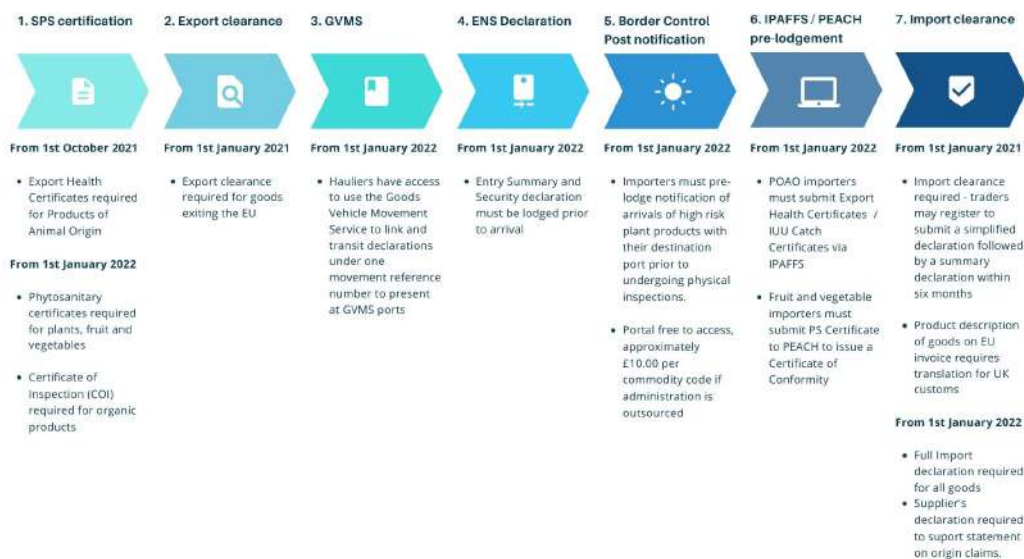 1. SPS certification
From 1st October 2021
• Export Health
Certificates required
for Products of
Animal Origin
From 1st January 2022
• Phytosanitary
certificates required
for plants, fruit and
vegetables
• Certificate of
Inspection (COI)
required for organic
products
2. Export clearance
From 1st January 2021
• Export clearance
required for goods
exiting the EU
3. GVMS
From 1st January 2022
• Hauliers have access
to use the Goods
Vehicle Movement
Service to link and
transit declarations
under one
movement reference
number to present
at GVMS ports
4. ENS Declaration
From 1st January 2022
• Entry Summary and
Security declaration
must be lodged prior
to arrival
5. Border Control
Post notification
From 1st January 2022
• Importers must pre-
lodge notification of
arrivals of high risk
plant products with
their destination
port prior to
undergoing physical
inspections.
• Portal free to access,
approximately
£10.00 per
commodity code if
administration is
outsourced
6. IPAFFS / PEACH
pre-lodgement
From 1st January 2022
• POAO importers
must submit Export
Health Certificates /
IUU Catch
Certificates via
IPAFFS
• Fruit and vegetable
importers must
submit PS Certificate
to PEACH to issue a
Certificate of
Conformity
7. Import clearance
From 1st January 2021
• Import clearance
required - traders
may register to
submit a simplified
declaration followed
by a summary
declaration within
six months
• Product description
of goods on EU
invoice requires
translation for UK
customs
From 1st January 2022
• Full Import
declaration required
for all goods
• Supplier's
declaration required
to suport statement
on origin claims.